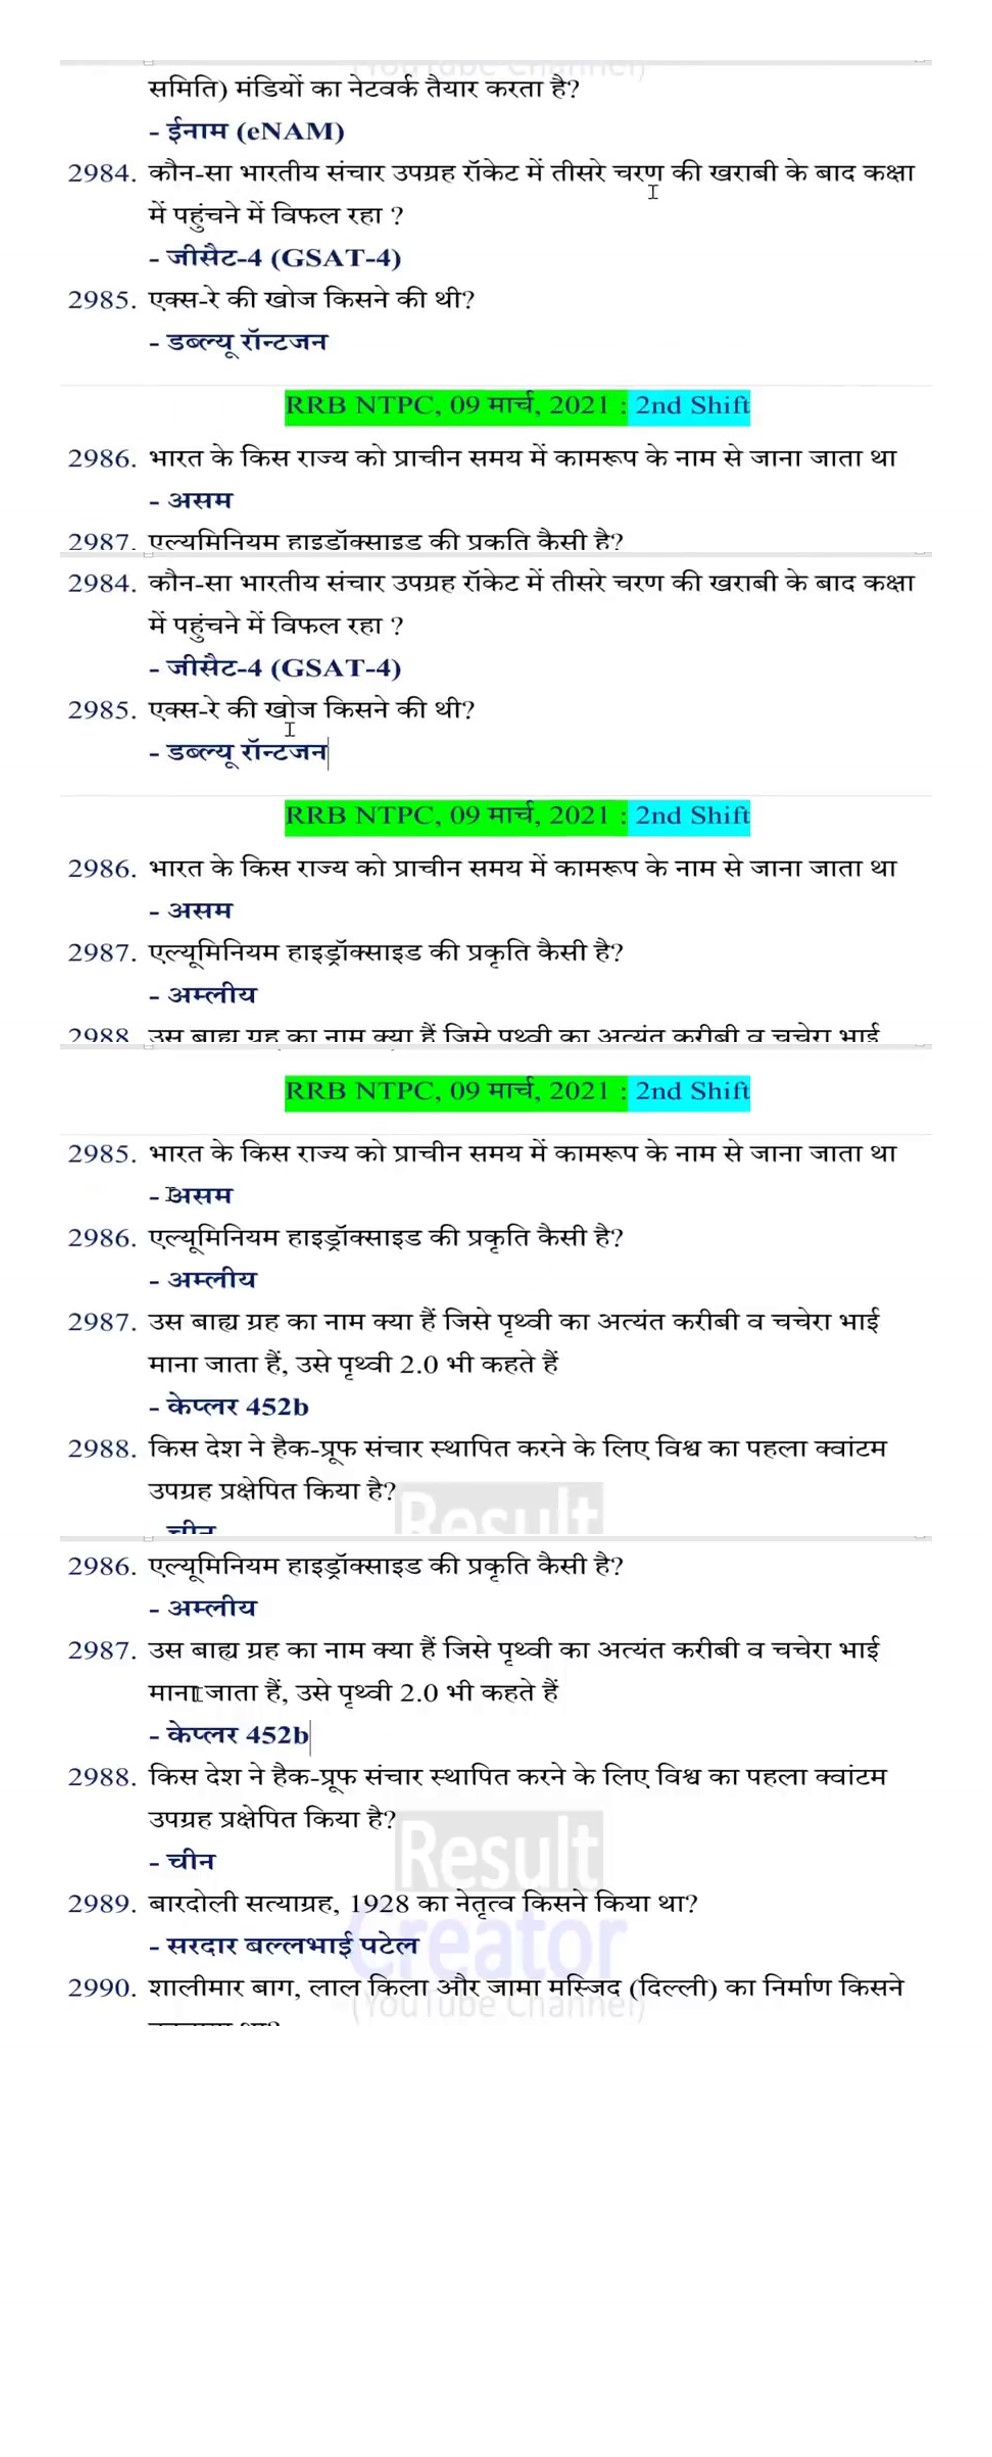 (YouTube Channel)
समिति) मंडियों का नेटवर्क तैयार करता है?
- ईनाम (eNAM)
2984. कौन-सा भारतीय संचार उपग्रह रॉकेट में तीसरे चरण की खराबी के बाद कक्षा
में पहुंचने में विफल रहा ?
- जीसैट-4 (GSAT-4)
2985. एक्स-रे की खोज किसने की थी?
- डब्ल्यू रॉन्टजन
RRB NTPC, 09 मार्च, 2021 : 2nd Shift
2986. भारत के किस राज्य को प्राचीन समय में कामरूप के नाम से जाना जाता था
- असम
2987. एल्यूमिनियम हाइड्रॉक्साइड की प्रकृति कैसी है?
2984. कौन-सा भारतीय संचार उपग्रह रॉकेट में तीसरे चरण की खराबी के बाद कक्षा
में पहुंचने में विफल रहा ?
- जीसैट-4 (GSAT-4)
2985. एक्स-रे की खोज किसने की थी?
- डब्ल्यू रॉन्टजन
RRB NTPC, 09 मार्च, 2021 : 2nd Shift
2986. भारत के किस राज्य को प्राचीन समय में कामरूप के नाम से जाना जाता था
- असम
2987. एल्यूमिनियम हाइड्रॉक्साइड की प्रकृति कैसी है?
- अम्लीय
2988. उस बाह्य ग्रह का नाम क्या हैं जिसे पृथ्वी का अत्यंत करीबी व चचेरा भाई
RRB NTPC, 09 मार्च, 2021 : 2nd Shift
2985. भारत के किस राज्य को प्राचीन समय में कामरूप के नाम से जाना जाता था
- असम
2986. एल्यूमिनियम हाइड्रॉक्साइड की प्रकृति कैसी है?
- अम्लीय
2987. उस बाह्य ग्रह का नाम क्या हैं जिसे पृथ्वी का अत्यंत करीबी व चचेरा भाई
माना जाता हैं, उसे पृथ्वी 2.0 भी कहते हैं
- केप्लर 452b
2988. किस देश ने हैक-प्रूफ संचार स्थापित करने के लिए विश्व का पहला क्वांटम
उपग्रह प्रक्षेपित किया है?
Result
- चीन
2986. एल्यूमिनियम हाइड्रॉक्साइड की प्रकृति कैसी है?
- अम्लीय
2987. उस बाह्य ग्रह का नाम क्या हैं जिसे पृथ्वी का अत्यंत करीबी व चचेरा भाई
माना जाता हैं, उसे पृथ्वी 2.0 भी कहते हैं
- केप्लर 452b
2988. किस देश ने हैक-प्रूफ संचार स्थापित करने के लिए विश्व का पहला क्वांटम
उपग्रह प्रक्षेपित किया है?
Result
- चीन
2989. बारदोली सत्याग्रह, 1928 का नेतृत्व किसने किया था?
Creator
- सरदार बल्लभाई पटेल
2990. शालीमार बाग, लाल किला और जामा मस्जिद (दिल्ली) का निर्माण किसने
(YouTube Channel)